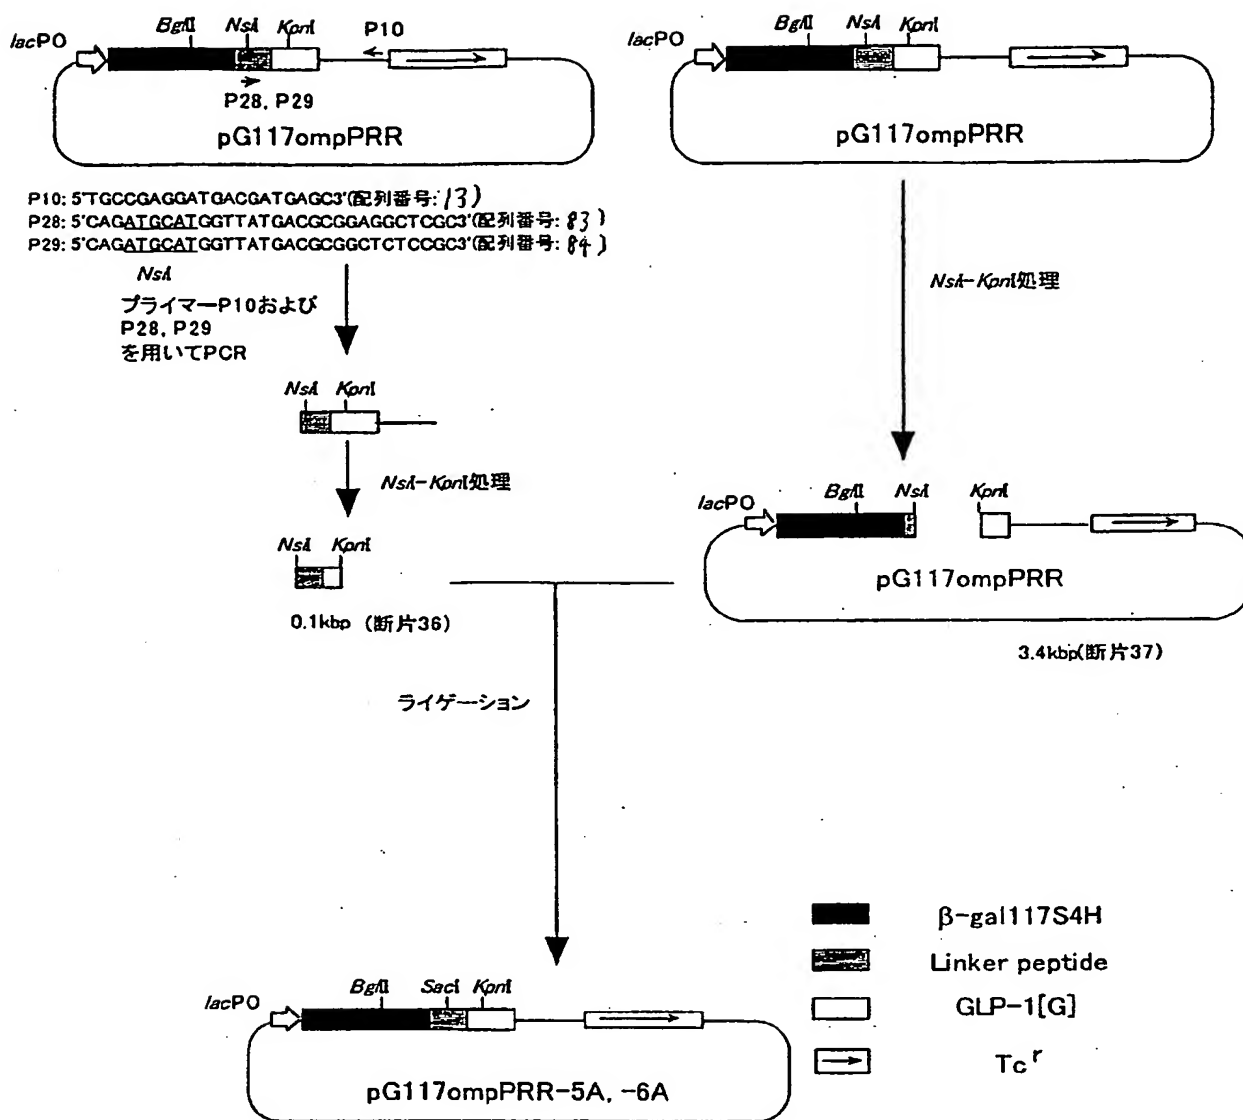 BglII NsiI KpnI
lacPO
P10
P28, P29
pG117ompPRR
BglII NsiI KpnI
lacPO
pG117ompPRR
P10: 5'TGCCGAGGATGACGATGAGC3'(配列番号:13)
P28: 5'CAGATGCATGGTTATGACGCGGAGGCTCGC3'(配列番号:83)
P29: 5'CAGATGCATGGTTATGACGCGGCTCTCCGC3'(配列番号:84)
NsiI
プライマーP10および
P28, P29
を用いてPCR
NsiI-KpnI処理
NsiI KpnI
NsiI-KpnI処理
NsiI KpnI
0.1kbp (断片36)
BglII NsiI KpnI
lacPO
pG117ompPRR
3.4kbp(断片37)
ライゲーション
BglII SacI KpnI
lacPO
pG117ompPRR-5A, -6A
β-gal117S4H
Linker peptide
GLP-1[G]
Tcr